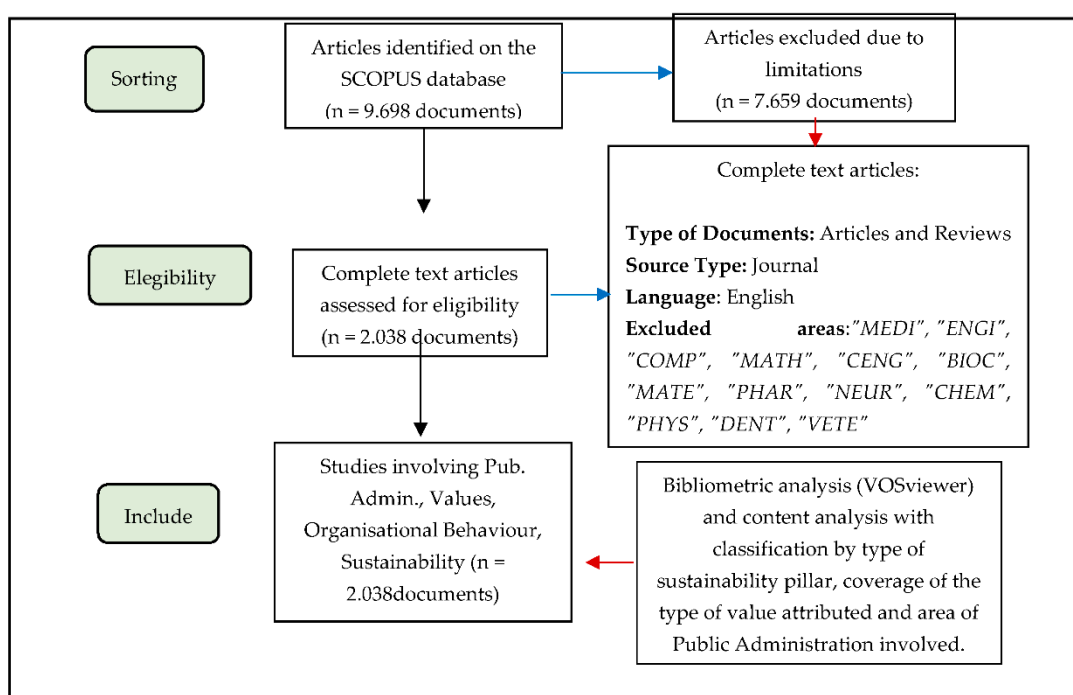 Sorting
Articles identified on the
SCOPUS database
(n = 9.698 documents)
Articles excluded due to
limitations
(n = 7.659 documents)
Complete text articles:
Type of Documents: Articles and Reviews
Source Type: Journal
Language: English
Excluded areas:"MEDI", "ENGI",
"COMP", "MATH", "CENG", "BIOC",
"MATE", "PHAR", "NEUR", "CHEM",
"PHYS", "DENT", "VETE"
Elegibility
Complete text articles
assessed for eligibility
(n = 2.038 documents)
Include
Studies involving Pub.
Admin., Values,
Organisational Behaviour,
Sustainability (n =
2.038documents)
Bibliometric analysis (VOSviewer)
and content analysis with
classification by type of
sustainability pillar, coverage of the
type of value attributed and area of
Public Administration involved.